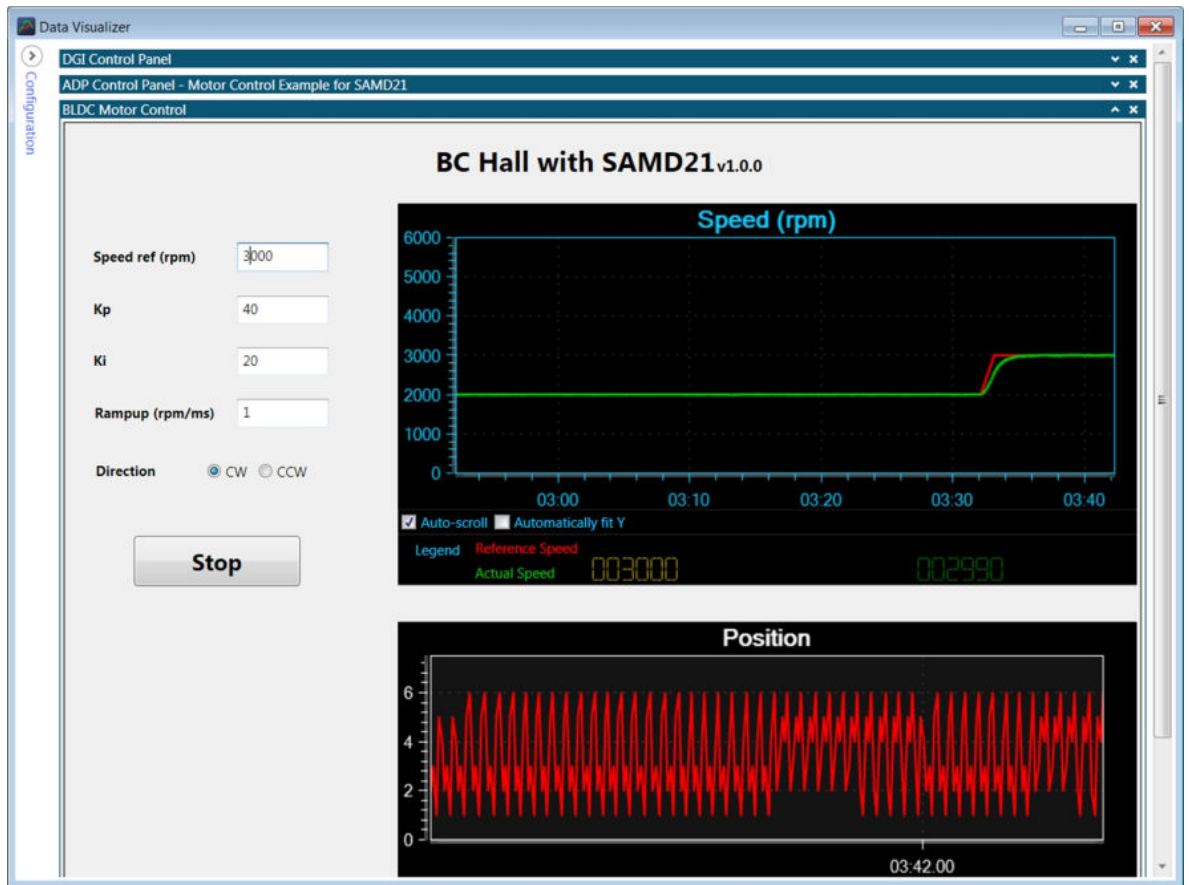 Data Visualizer
Configuration
DGI Control Panel
ADP Control Panel - Motor Control Example for SAMD21
BLDC Motor Control
BC Hall with SAMD21 v1.0.0
Speed ref (rpm) 3000
Kp 40
Ki 20
Rampup (rpm/ms) 1
Direction CW CCW
Stop
Speed (rpm)
6000
5000
4000
3000
2000
1000
0
03:00 03:10 03:20 03:30 03:40
Auto-scroll Automatically fit Y
Legend Reference Speed
Actual Speed 003000 002990
Position
6
4
2
0
03:42.00